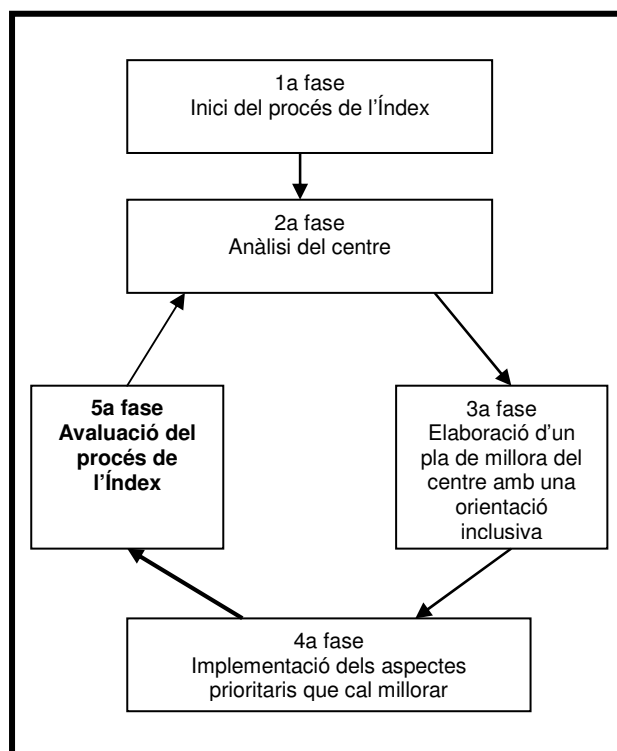 1a fase
Inici del procés de l’Índex
2a fase
Anàlisi del centre
5a fase
Avaluació del
procés de
l’Índex
3a fase
Elaboració d’un
pla de millora del
centre amb una
orientació
inclusiva
4a fase
Implementació dels aspectes
prioritaris que cal millorar